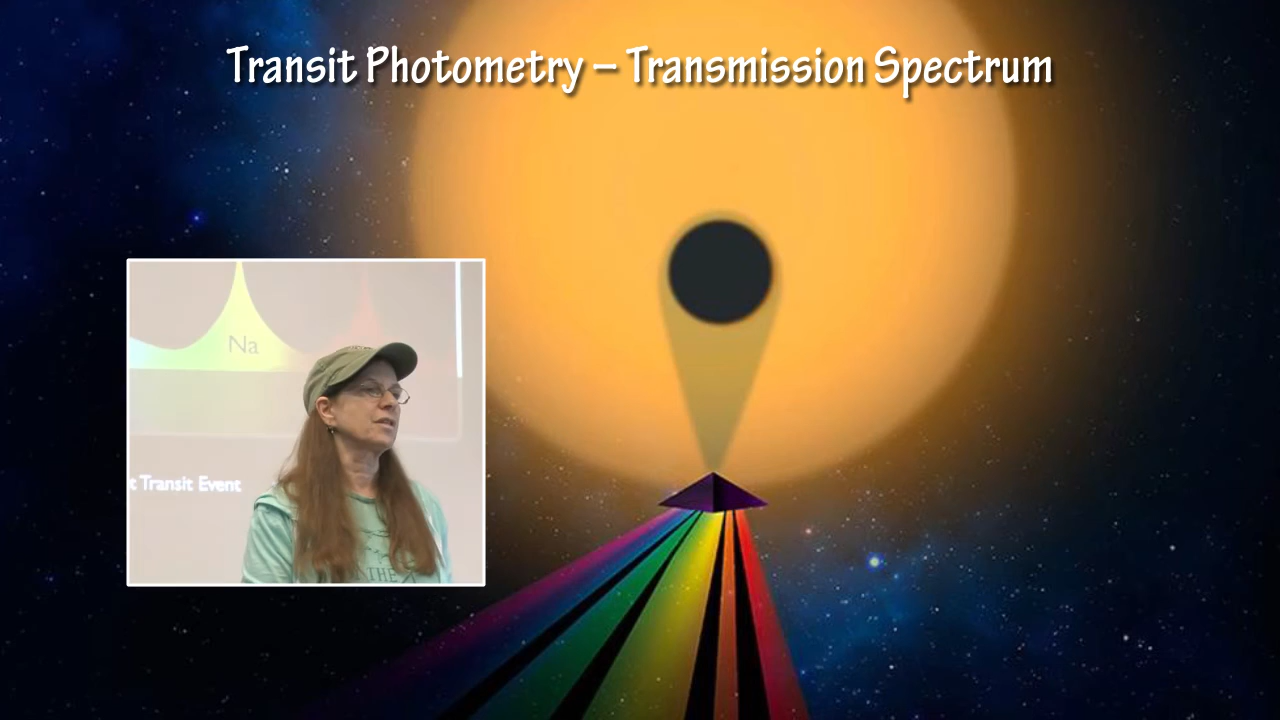 Transit Photometry – Transmission Spectrum
Na
t Transit Event